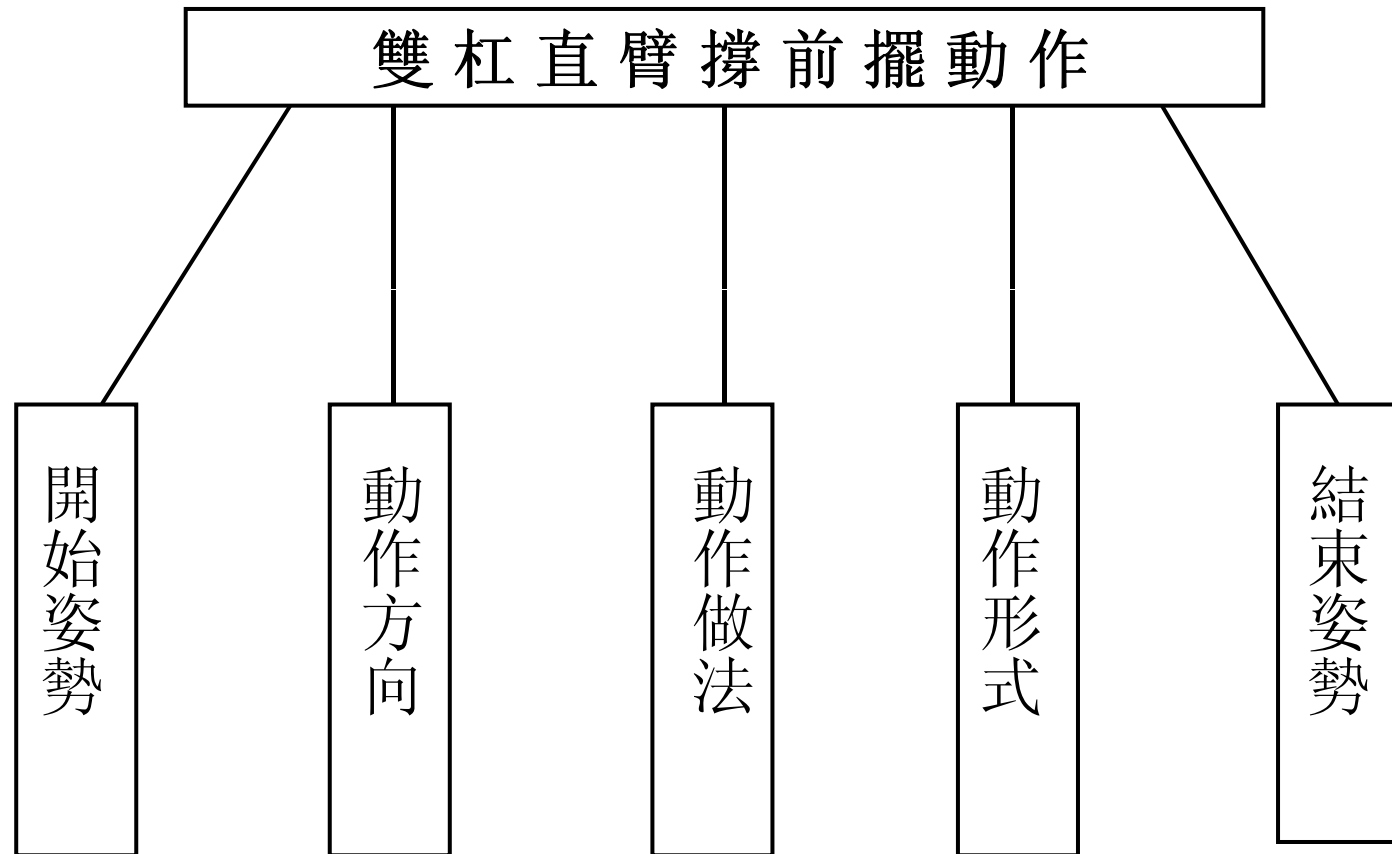 雙杠直臂撐前擺動作
開始姿勢
動作方向
動作做法
動作形式
結束姿勢